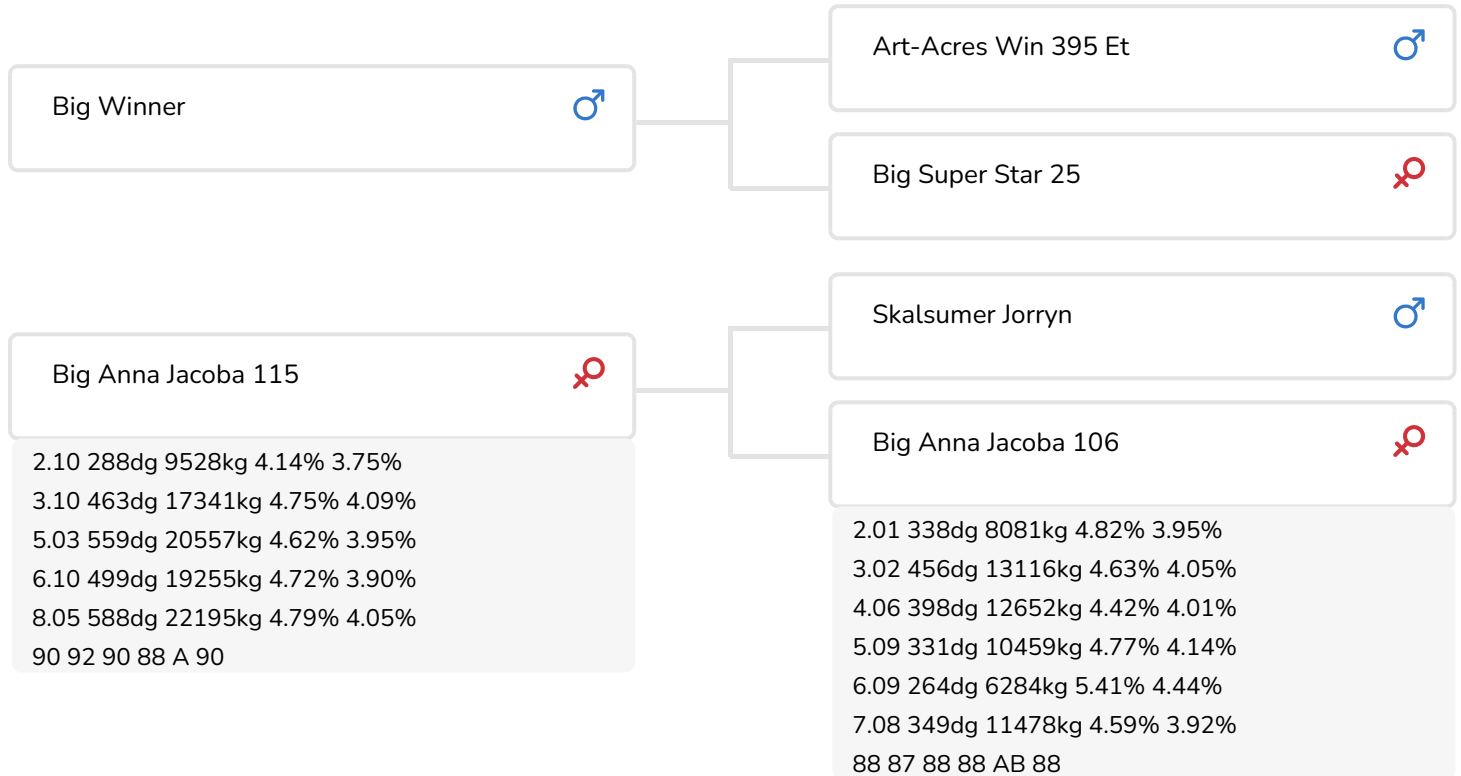 Big Winner
Art-Acres Win 395 Et
Big Super Star 25
Big Anna Jacoba 115
2.10 288dg 9528kg 4.14% 3.75%
3.10 463dg 17341kg 4.75% 4.09%
5.03 559dg 20557kg 4.62% 3.95%
6.10 499dg 19255kg 4.72% 3.90%
8.05 588dg 22195kg 4.79% 4.05%
90 92 90 88 A 90
Skalsumer Jorryn
Big Anna Jacoba 106
2.01 338dg 8081kg 4.82% 3.95%
3.02 456dg 13116kg 4.63% 4.05%
4.06 398dg 12652kg 4.42% 4.01%
5.09 331dg 10459kg 4.77% 4.14%
6.09 264dg 6284kg 5.41% 4.44%
7.08 349dg 11478kg 4.59% 3.92%
88 87 88 88 AB 88